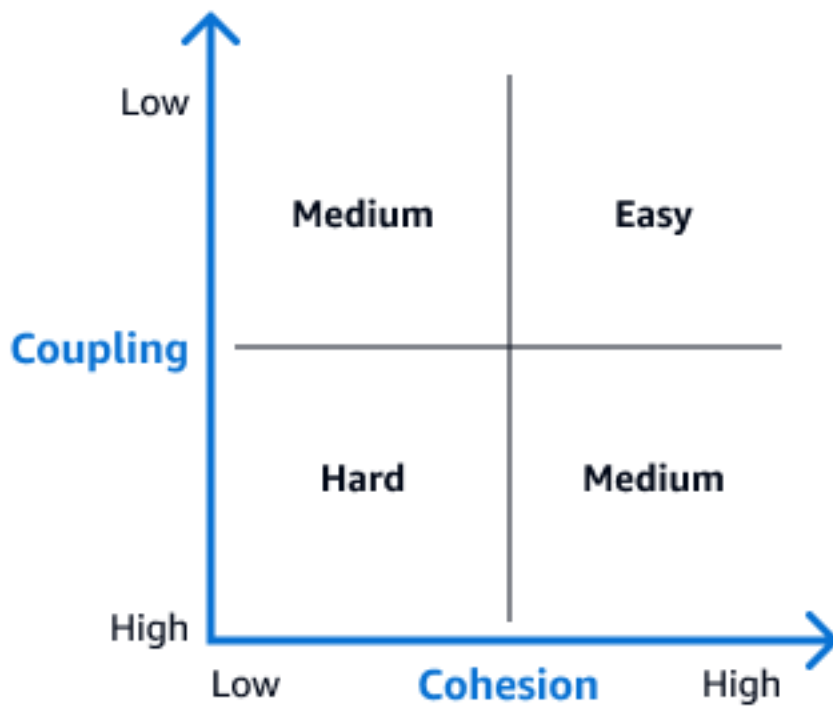 Low
Medium
Easy
Coupling
Hard
Medium
High
Low
Cohesion
High